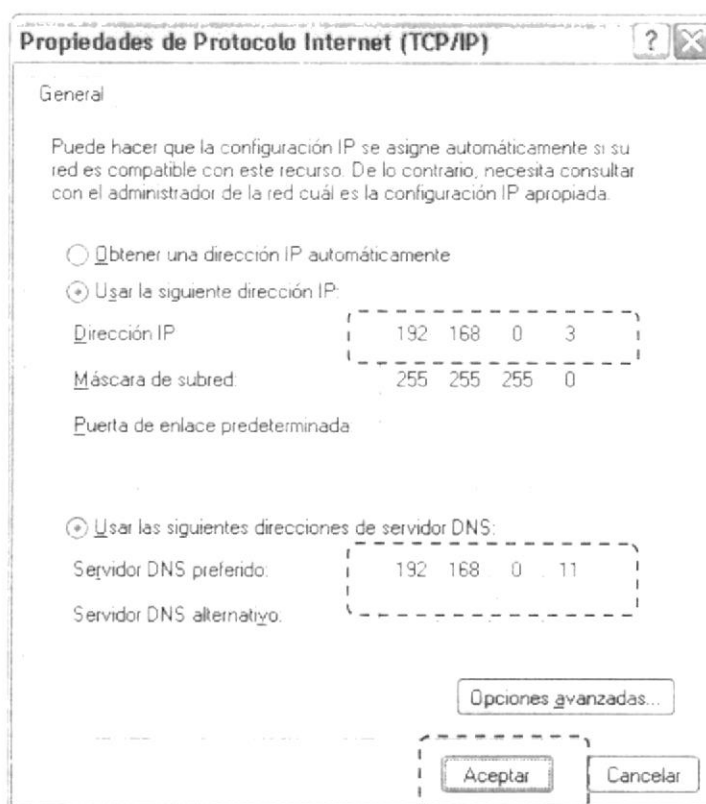 Propiedades de Protocolo Internet (TCP/IP) ?
General
Puede hacer que la configuración IP se asigne automáticamente si su
red es compatible con este recurso. De lo contrario, necesita consultar
con el administrador de la red cuál es la configuración IP apropiada.
Obtener una dirección IP automáticamente
Usar la siguiente dirección IP:
Dirección IP 192 168 0 3
Máscara de subred: 255 255 255 0
Puerta de enlace predeterminada
Usar las siguientes direcciones de servidor DNS:
Servidor DNS preferido: 192 168 0 11
Servidor DNS alternativo:
Opciones avanzadas...
Aceptar Cancelar